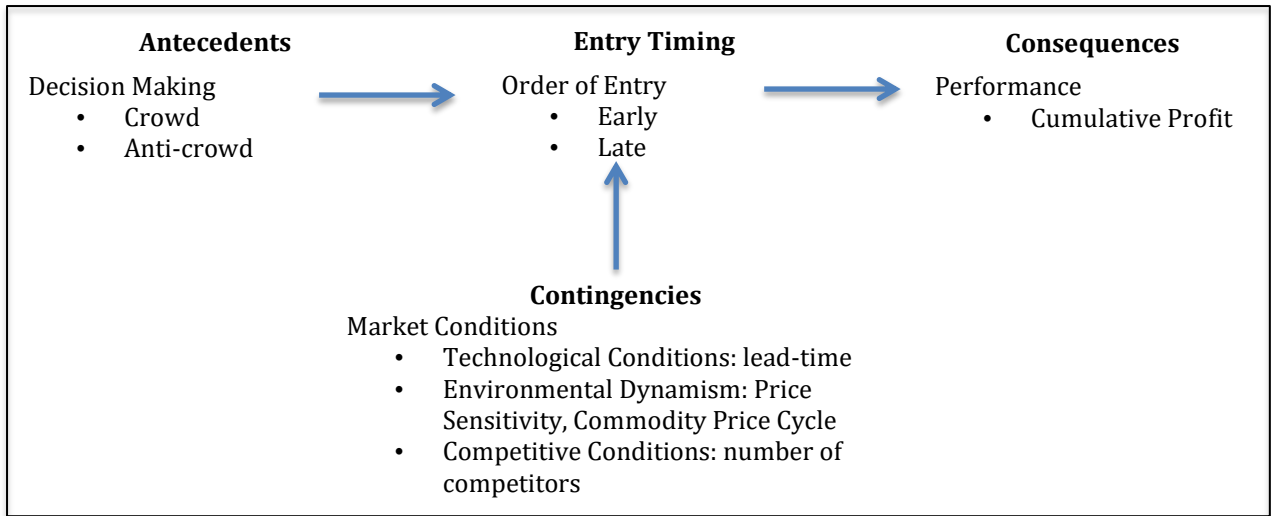 Antecedents
Decision Making
• Crowd
• Anti-crowd
Entry Timing
Order of Entry
• Early
• Late
Consequences
Performance
• Cumulative Profit
Contingencies
Market Conditions
• Technological Conditions: lead-time
• Environmental Dynamism: Price
Sensitivity, Commodity Price Cycle
• Competitive Conditions: number of
competitors